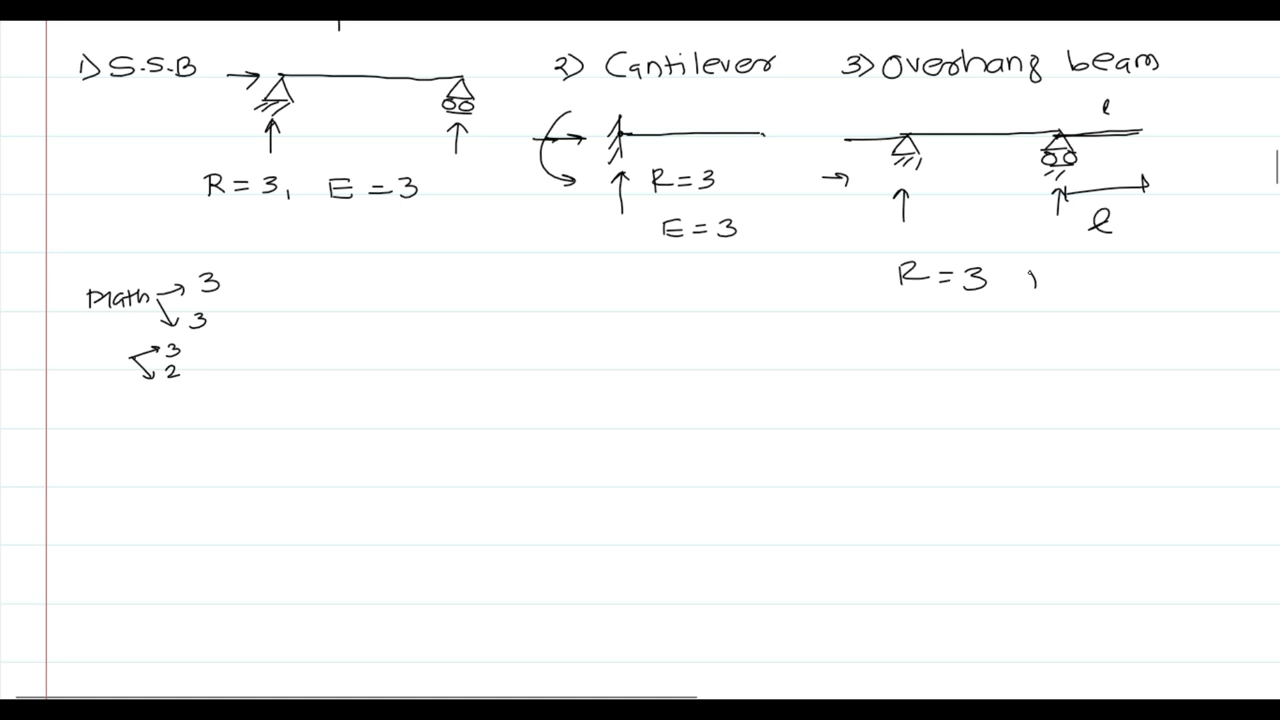 1) S.S.B
R = 3, E = 3
2) Cantilever
R = 3
E = 3
3) Overhang beam
l
l
R = 3 ,
Math 3
3
3
2